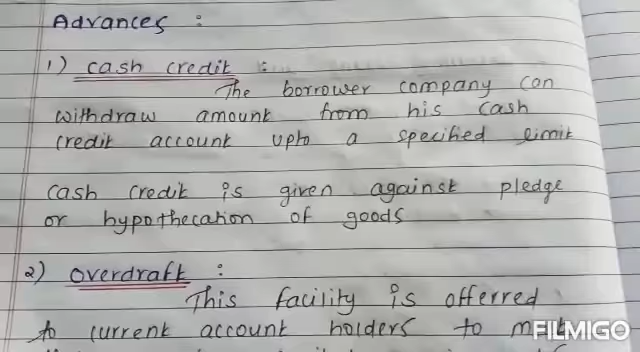 Advances :
1) cash credit :
The borrower company can
withdraw amount from his cash
credit account upto a specified limit
cash credit is given against pledge
or hypothecation of goods
2) overdraft :
This facility is offerred
to current account holders to
FILMIGO